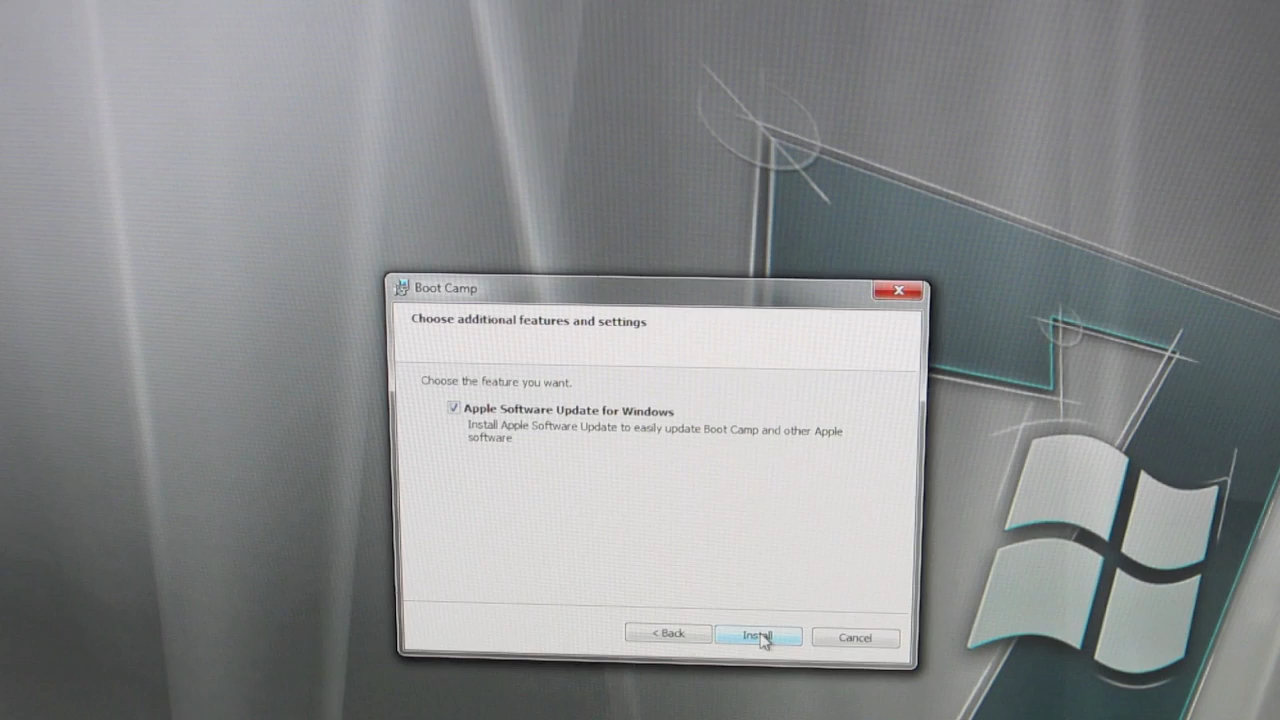 Boot Camp
Choose additional features and settings
Choose the feature you want.
Apple Software Update for Windows
Install Apple Software Update to easily update Boot Camp and other Apple
software
< Back
Install
Cancel